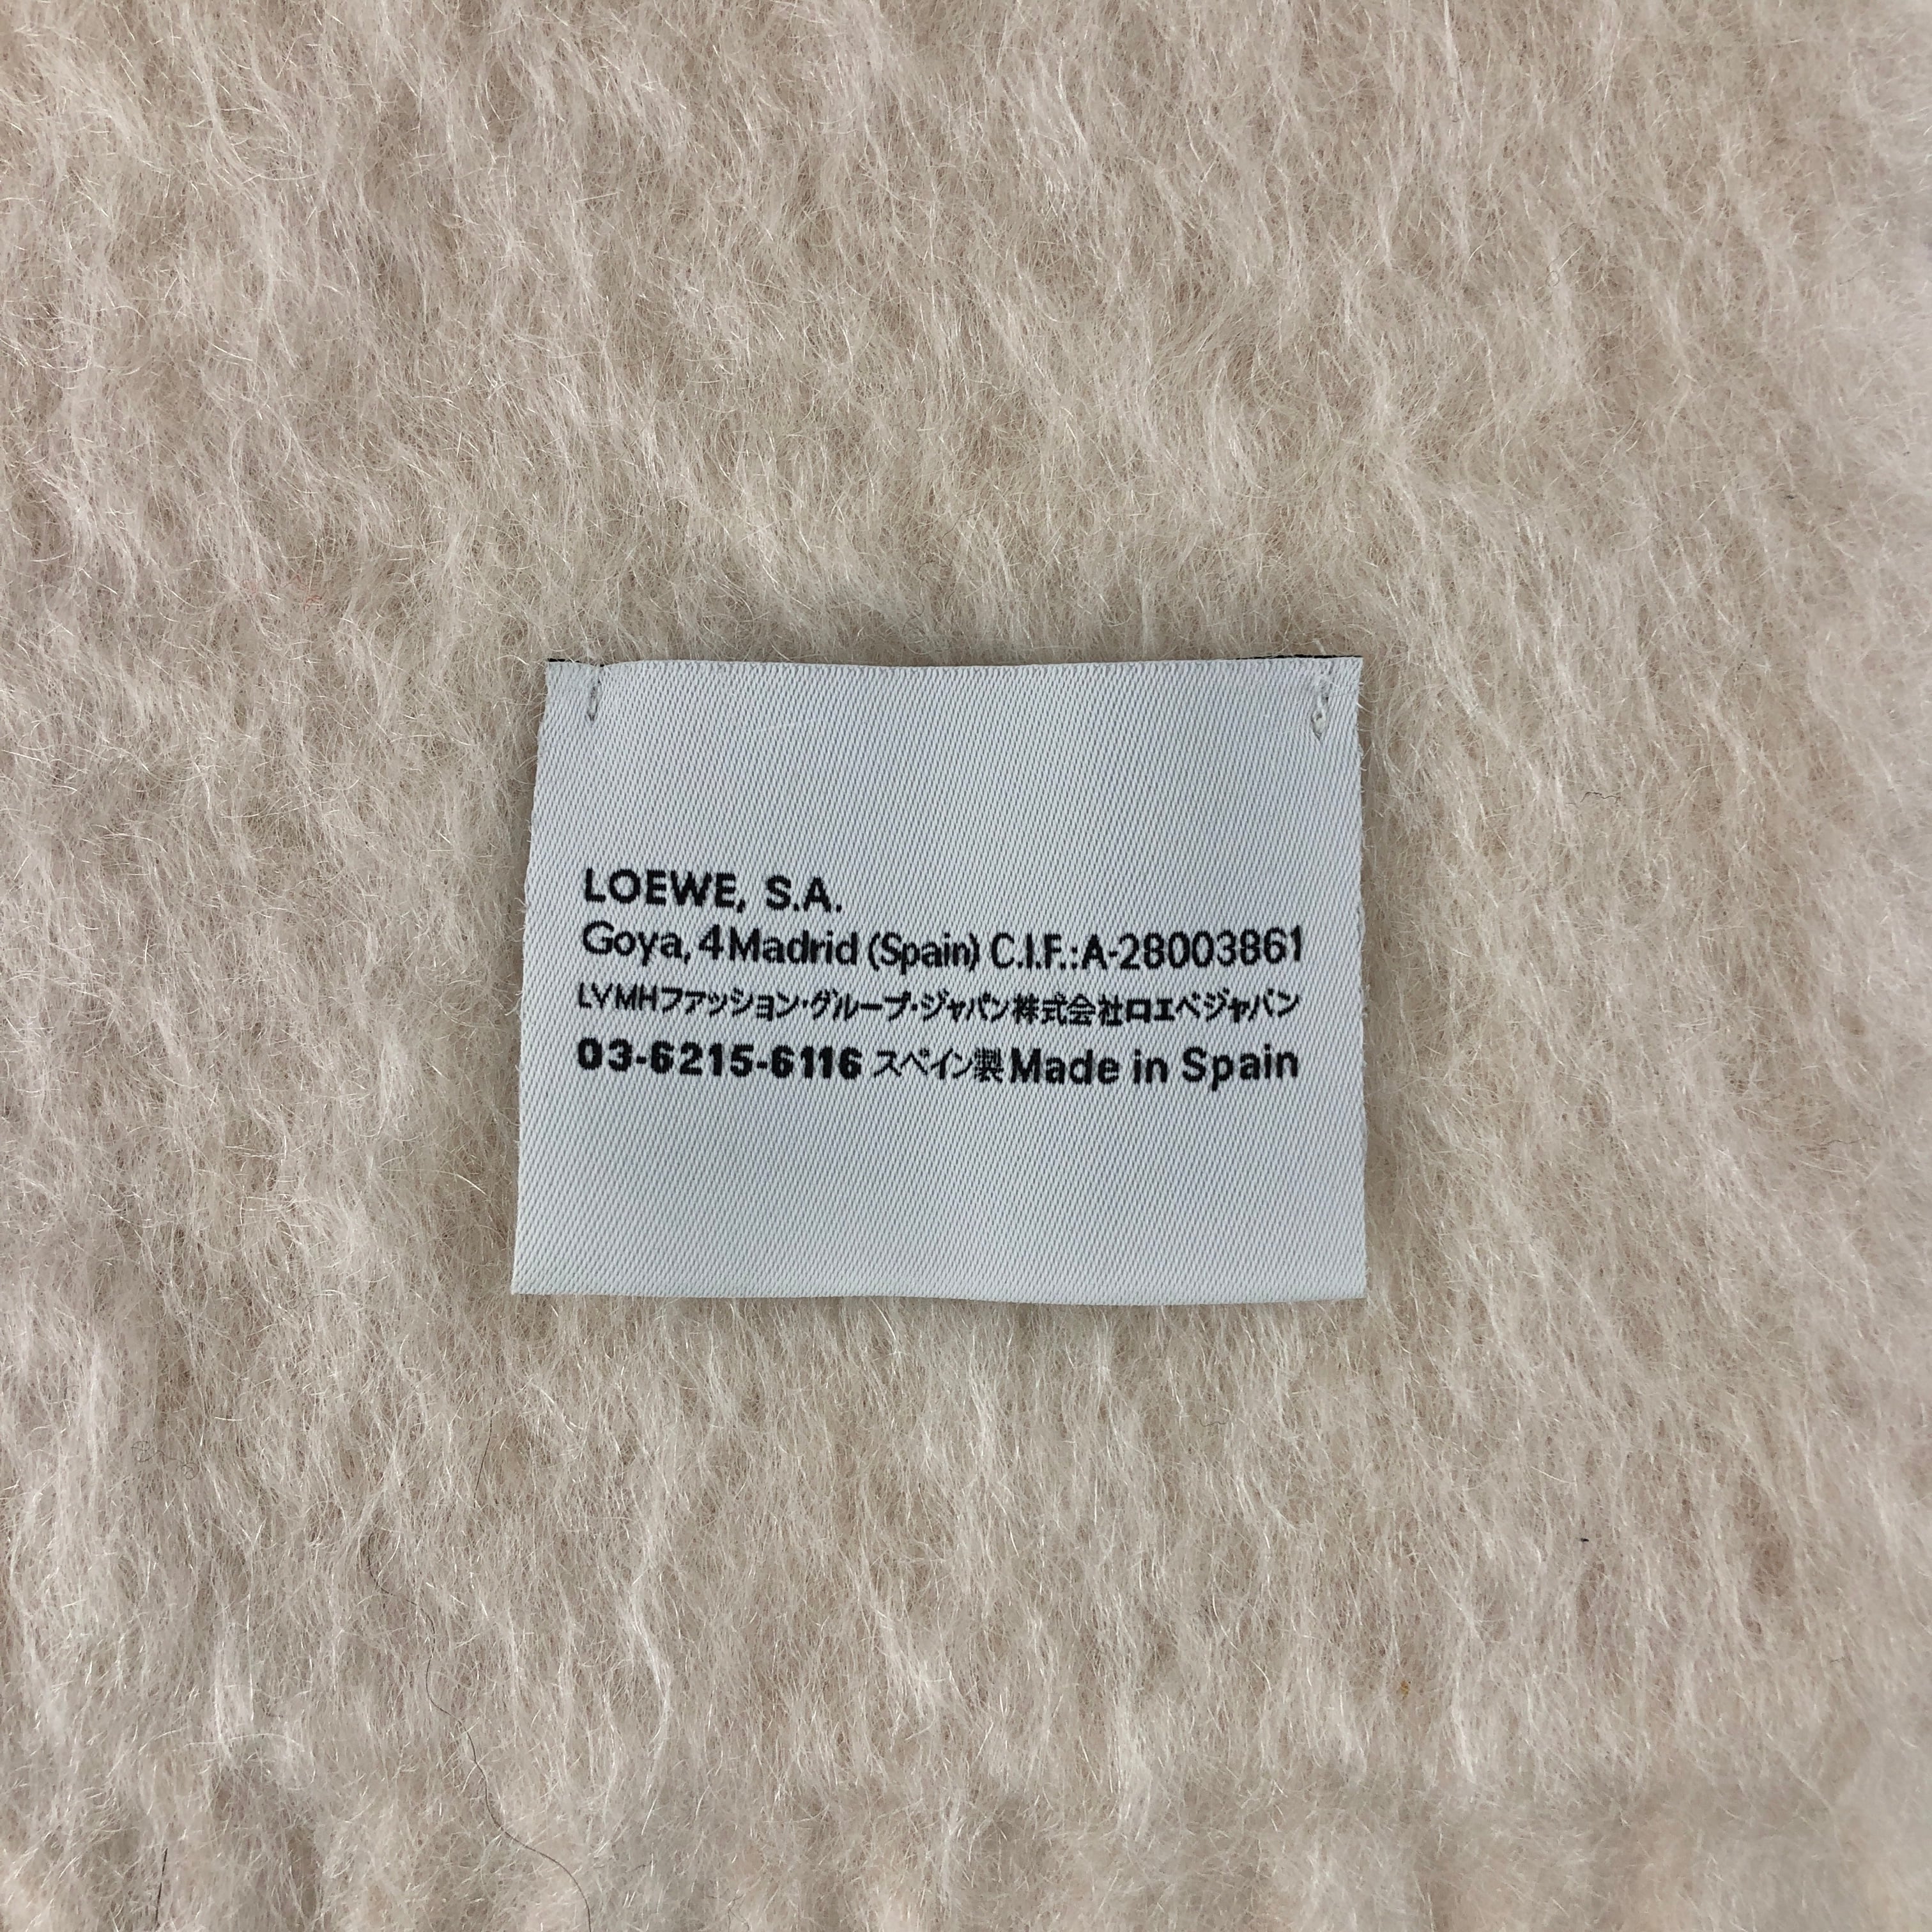 LOEWE, S.A.
Goya, 4 Madrid (Spain) C.I.F.:A-28003861
LVMHファッション・グループ・ジャパン株式会社ロエベジャパン
03-6215-6116 スペイン製 Made in Spain